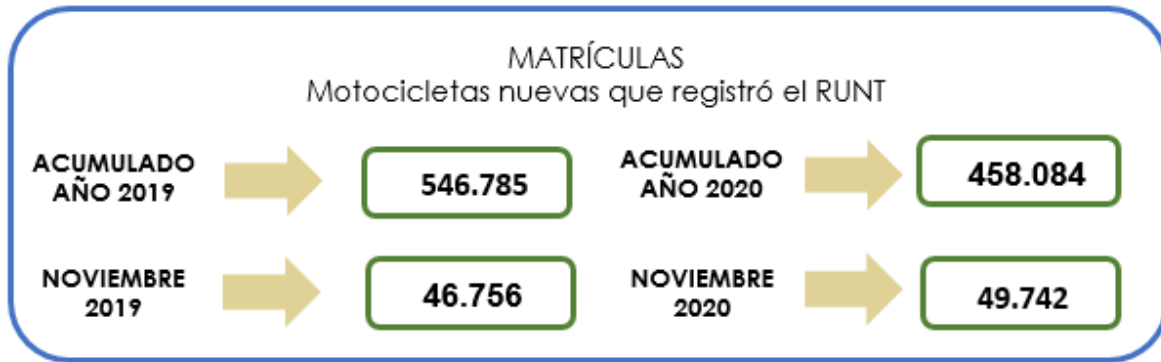 MATRÍCULAS
Motocicletas nuevas que registró el RUNT
ACUMULADO
AÑO 2019
546.785
ACUMULADO
AÑO 2020
458.084
NOVIEMBRE
2019
46.756
NOVIEMBRE
2020
49.742